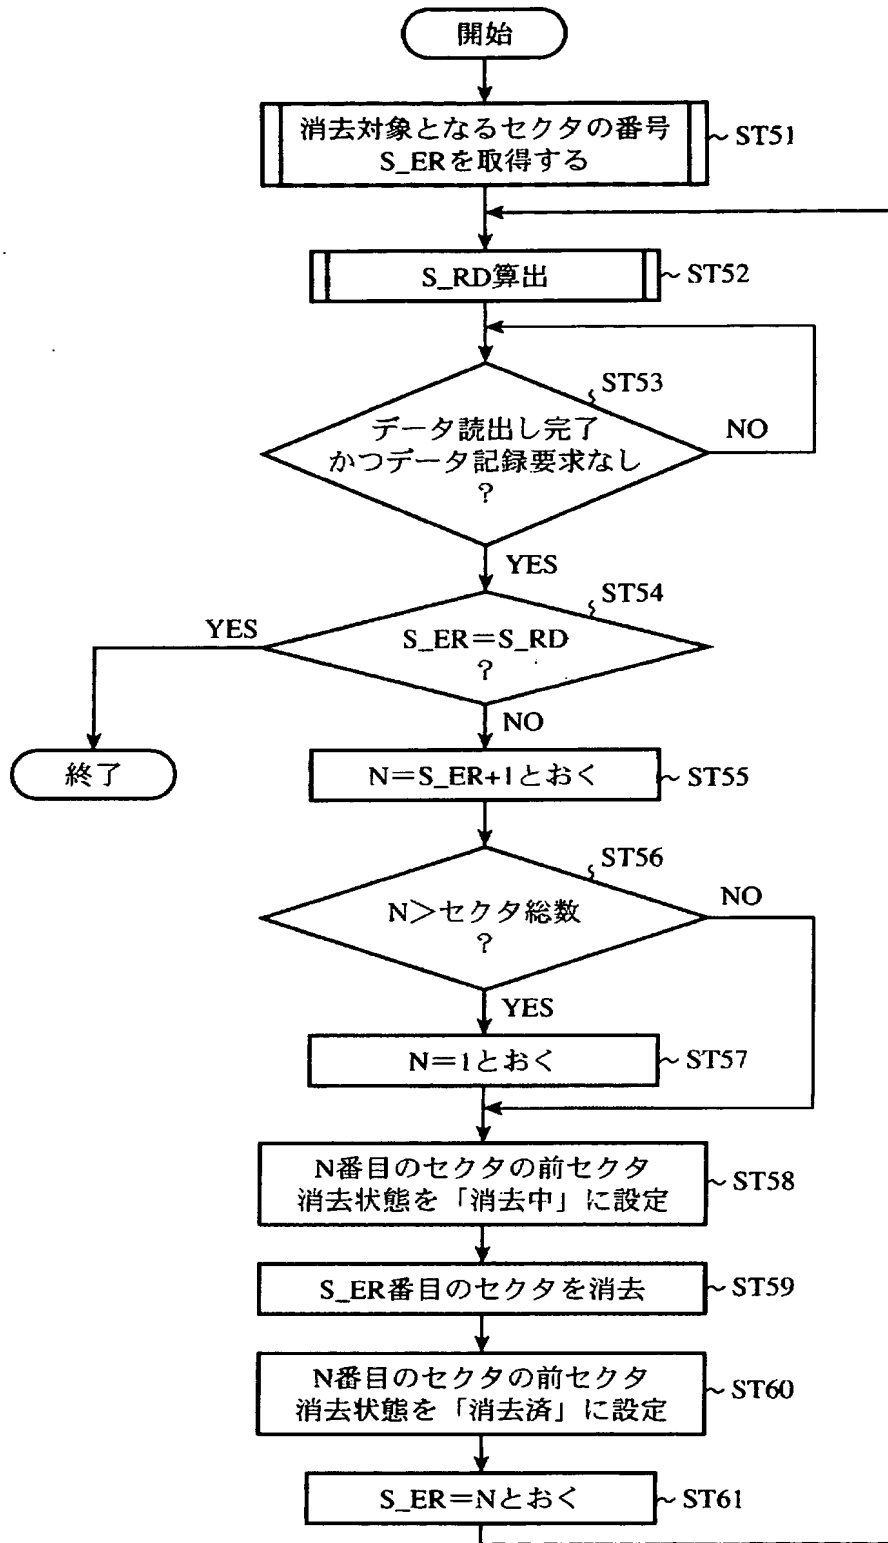 開始
消去対象となるセクタの番号
S_ERを取得する
ST51
S_RD算出
ST52
ST53
データ読出し完了
かつデータ記録要求なし
?
NO
YES
ST54
YES
S_ER=S_RD
?
NO
終了
N=S_ER+1とおく
ST55
ST56
N>セクタ総数
?
NO
YES
N=1とおく
ST57
N番目のセクタの前セクタ
消去状態を「消去中」に設定
ST58
S_ER番目のセクタを消去
ST59
N番目のセクタの前セクタ
消去状態を「消去済」に設定
ST60
S_ER=Nとおく
ST61